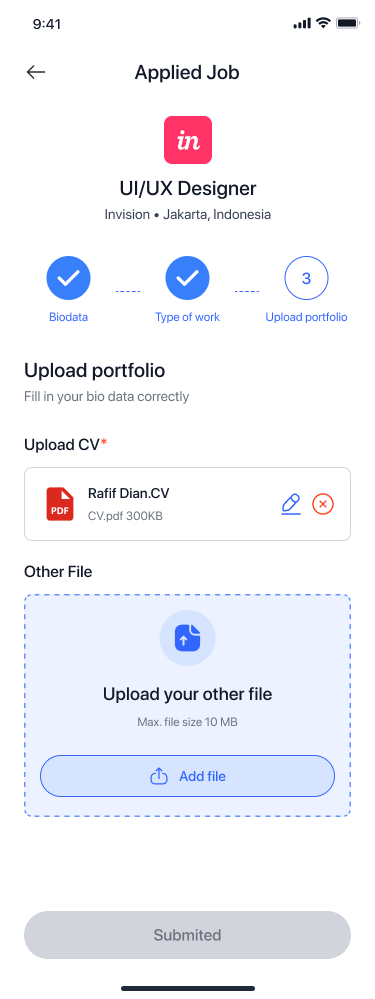 9:41
Applied Job
in
UI/UX Designer
Invision • Jakarta, Indonesia
3
Biodata
Type of work
Upload portfolio
Upload portfolio
Fill in your bio data correctly
Upload CV*
PDF
Rafif Dian.CV
CV.pdf 300KB
Other File
Upload your other file
Max. file size 10 MB
Add file
Submited